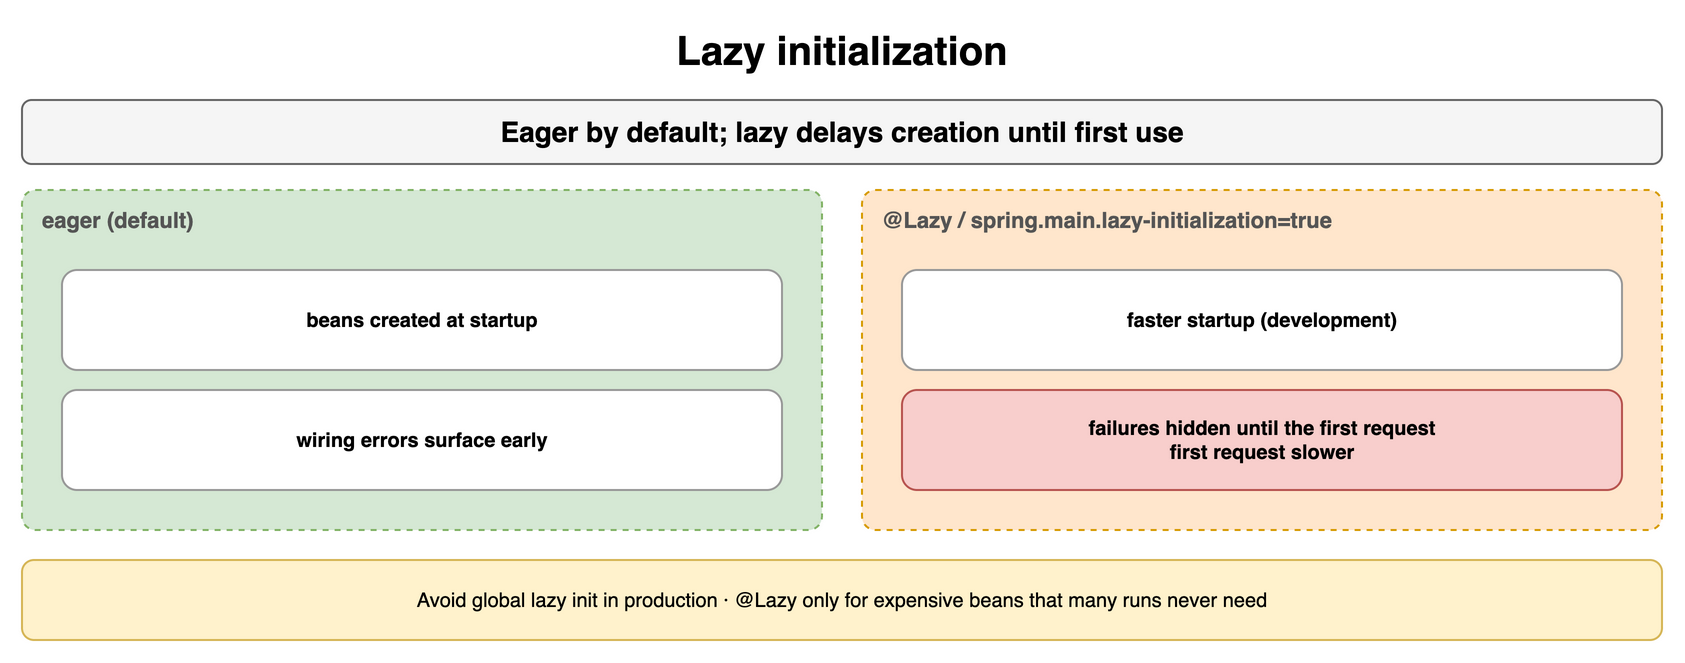 Lazy initialization
Eager by default; lazy delays creation until first use
eager (default)
beans created at startup
wiring errors surface early
@Lazy / spring.main.lazy-initialization=true
faster startup (development)
failures hidden until the first request
first request slower
Avoid global lazy init in production · @Lazy only for expensive beans that many runs never need